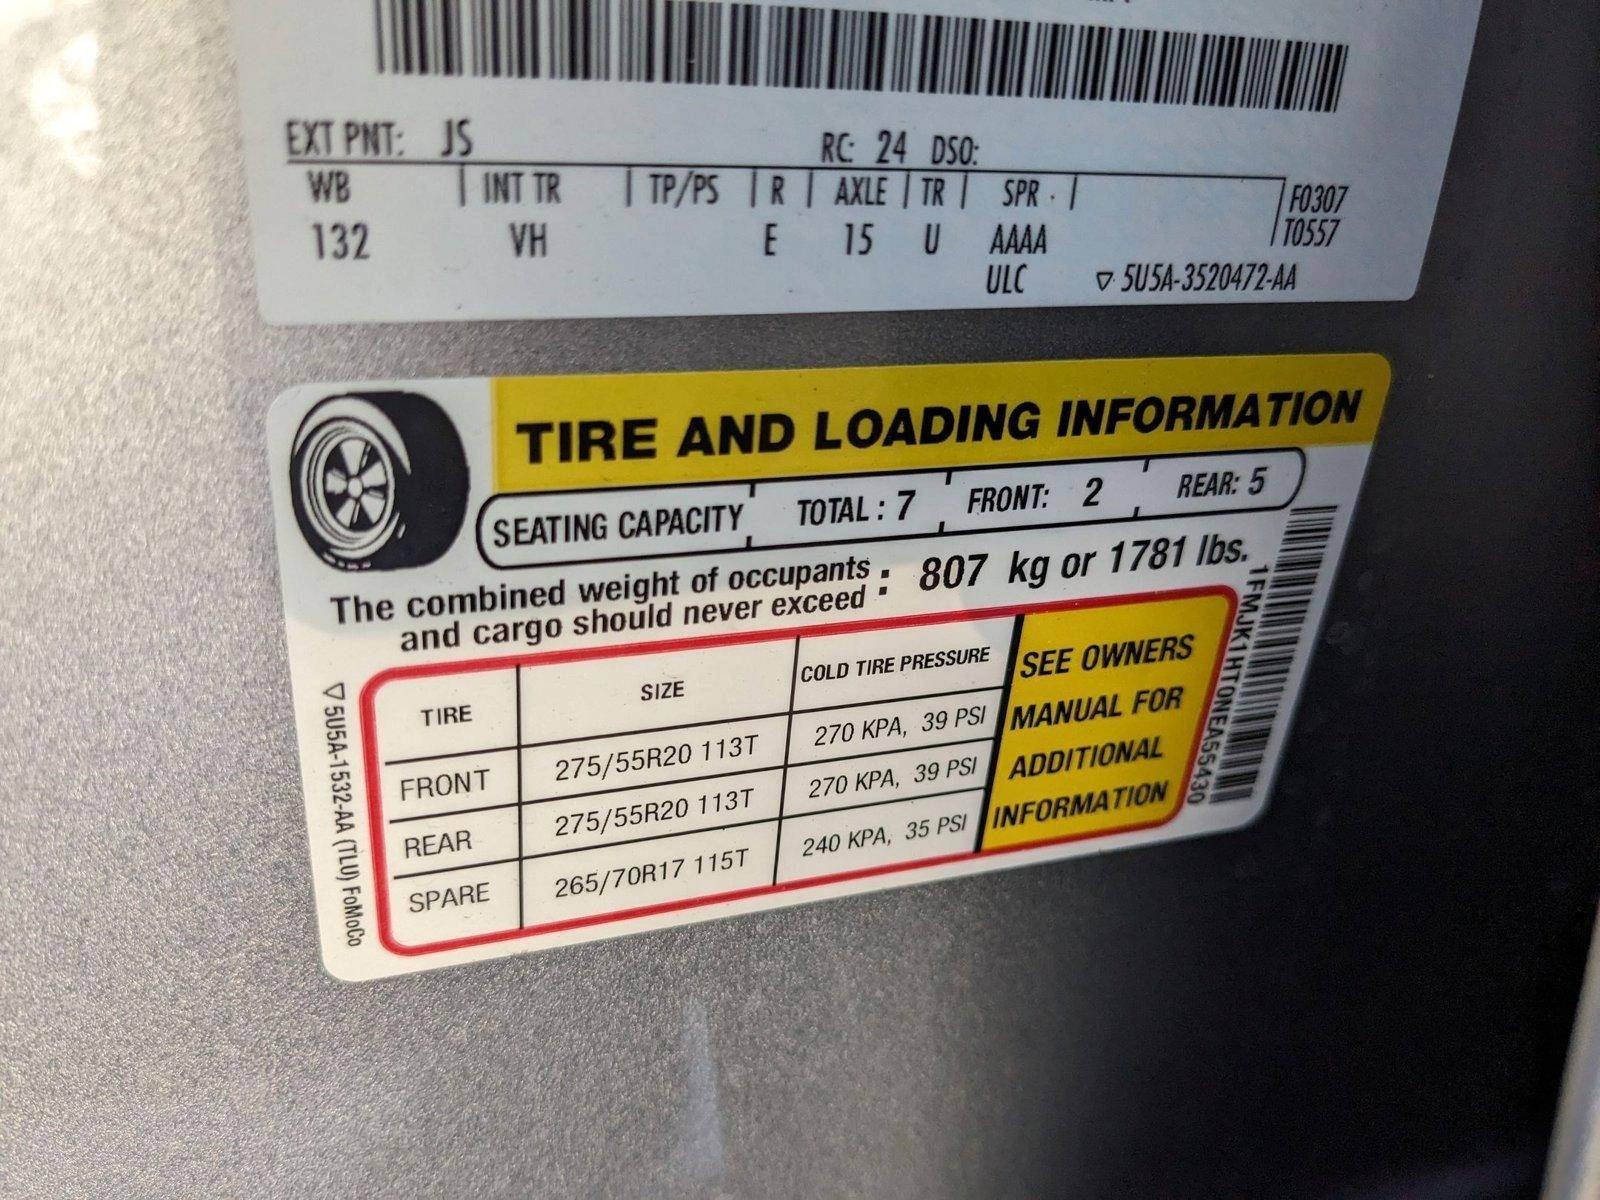 EXT PNT: JS RC: 24 DSO:
WB | INT TR | TP/PS | R | AXLE | TR | SPR | F0307
132 VH E 15 U AAAA T0557
ULC ▽ 5U5A-3520472-AA
TIRE AND LOADING INFORMATION
SEATING CAPACITY TOTAL : 7 FRONT: 2 REAR: 5
The combined weight of occupants
and cargo should never exceed : 807 kg or 1781 lbs.
TIRE SIZE COLD TIRE PRESSURE
FRONT 275/55R20 113T 270 KPA, 39 PSI
REAR 275/55R20 113T 270 KPA, 39 PSI
SPARE 265/70R17 115T 240 KPA, 35 PSI
SEE OWNERS
MANUAL FOR
ADDITIONAL
INFORMATION
1FMJK1HT0NEA55430
▽5U5A-1532-AA (TLU) FoMoCo